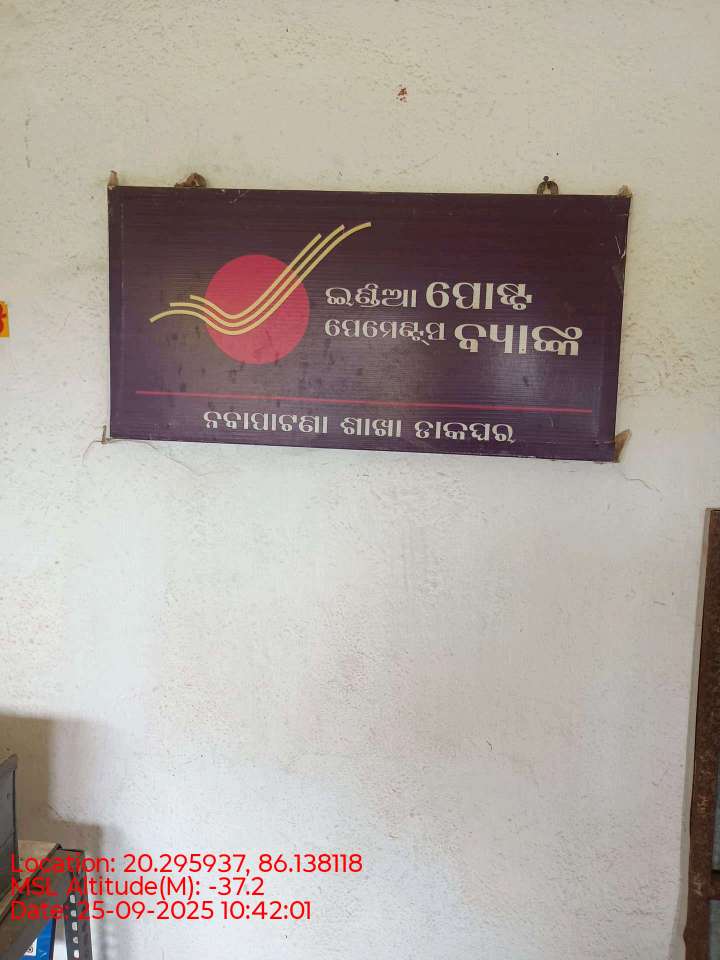 ଇଣ୍ଡିଆ ପୋଷ୍ଟ
ପେମେଣ୍ଟ୍ସ ବ୍ୟାଙ୍କ
ନବାପାଟଣା ଶାଖା ଡାକଘର
Location: 20.295937, 86.138118
MSL Altitude(M): -37.2
Date: 25-09-2025 10:42:01